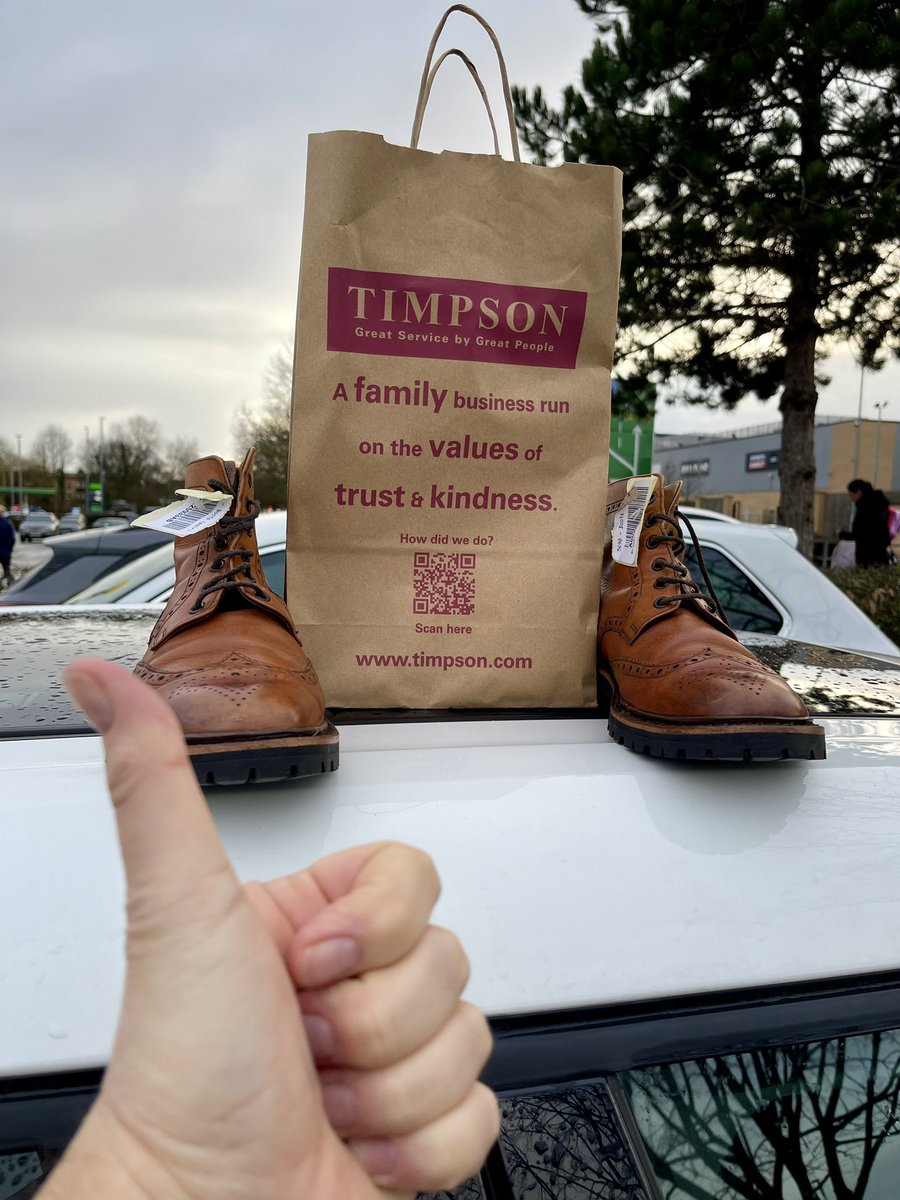 TIMPSON
Great Service by Great People
A family business run
on the values of
trust & kindness.
How did we do?
Scan here
www.timpson.com